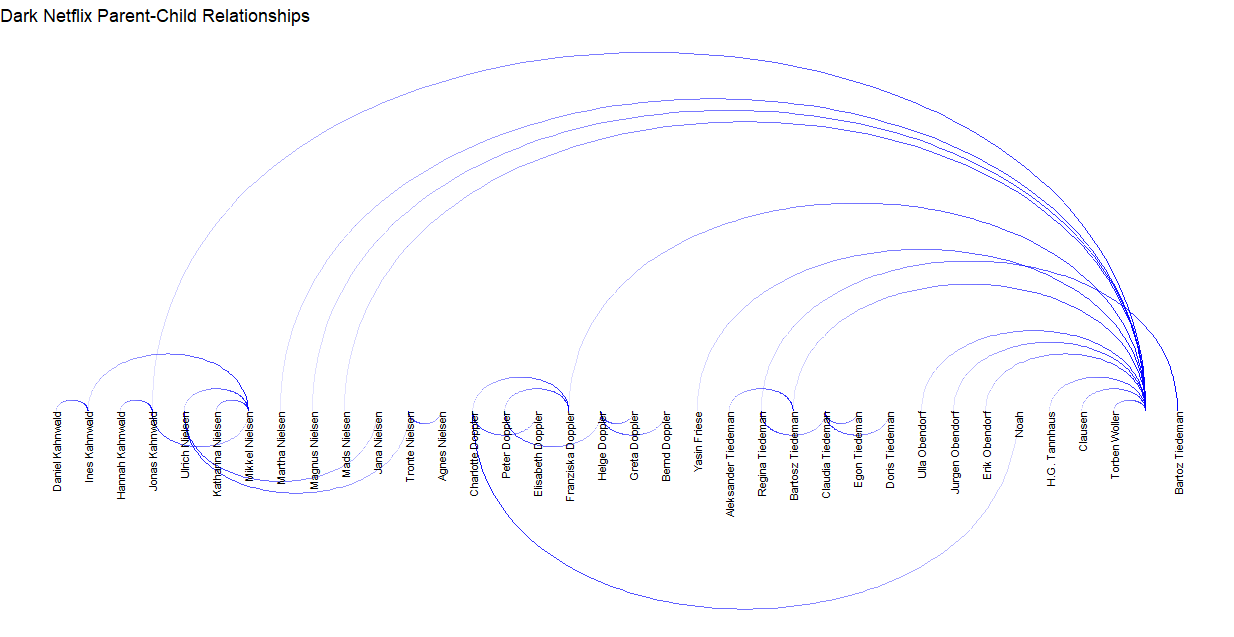 Dark Netflix Parent-Child Relationships
Daniel Kahnwald
Ines Kahnwald
Hannah Kahnwald
Jonas Kahnwald
Ulrich Nielsen
Katharina Nielsen
Mikkel Nielsen
Martha Nielsen
Magnus Nielsen
Mads Nielsen
Jana Nielsen
Tronte Nielsen
Agnes Nielsen
Charlotte Doppler
Peter Doppler
Elisabeth Doppler
Franziska Doppler
Helge Doppler
Greta Doppler
Bernd Doppler
Yasin Friese
Aleksander Tiedeman
Regina Tiedeman
Bartosz Tiedeman
Claudia Tiedeman
Egon Tiedeman
Doris Tiedeman
Ulla Obendorf
Jurgen Obendorf
Erik Obendorf
Noah
H.G. Tannhaus
Clausen
Torben Woller
Bartoz Tiedeman